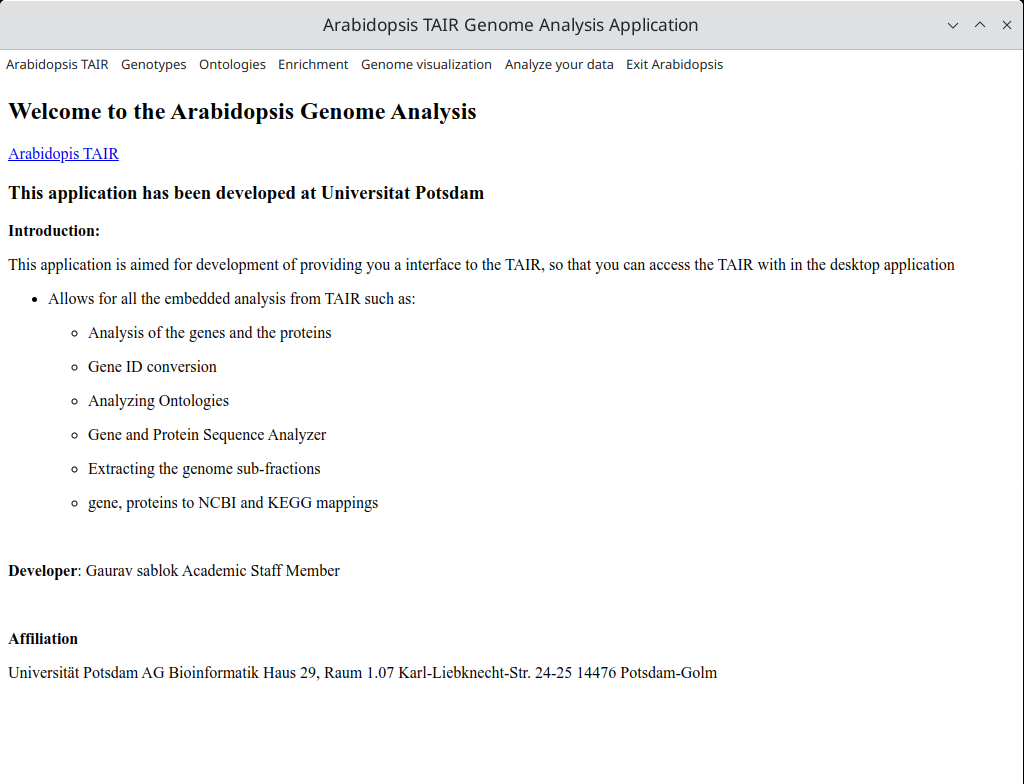 Arabidopsis TAIR Genome Analysis Application
Arabidopsis TAIR Genotypes Ontologies Enrichment Genome visualization Analyze your data Exit Arabidopsis
Welcome to the Arabidopsis Genome Analysis
Arabidopis TAIR
This application has been developed at Universitat Potsdam
Introduction:
This application is aimed for development of providing you a interface to the TAIR, so that you can access the TAIR with in the desktop application
Allows for all the embedded analysis from TAIR such as:
Analysis of the genes and the proteins
Gene ID conversion
Analyzing Ontologies
Gene and Protein Sequence Analyzer
Extracting the genome sub-fractions
gene, proteins to NCBI and KEGG mappings
Developer: Gaurav sablok Academic Staff Member
Affiliation
Universität Potsdam AG Bioinformatik Haus 29, Raum 1.07 Karl-Liebknecht-Str. 24-25 14476 Potsdam-Golm